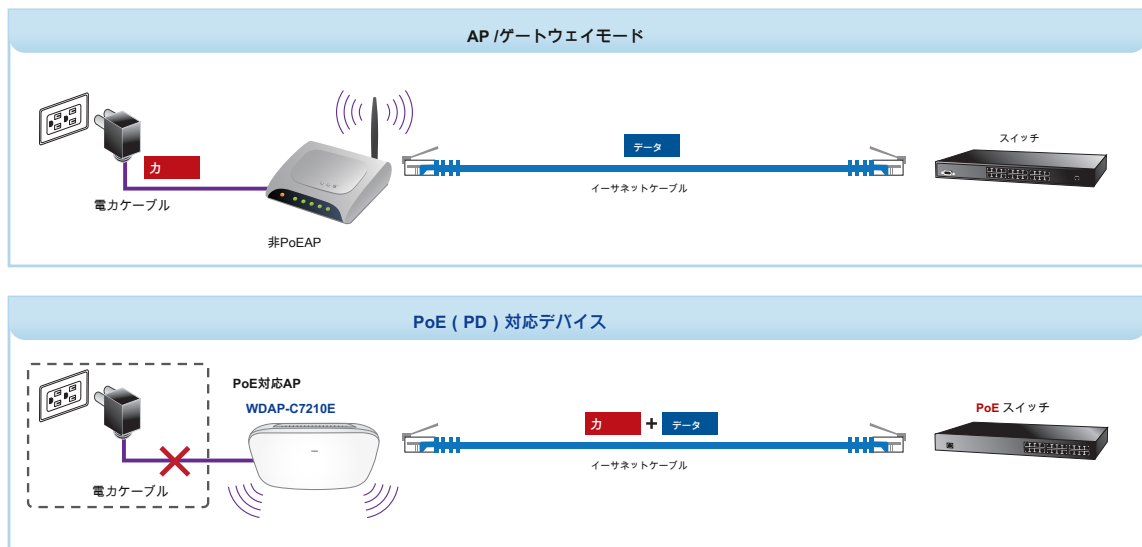 AP /ゲートウェイモード
力
データ
スイッチ
イーサネットケーブル
電力ケーブル
非PoEAP
PoE ( PD ) 対応デバイス
PoE対応AP
WDAP-C7210E
力 + データ
PoE スイッチ
イーサネットケーブル
電力ケーブル